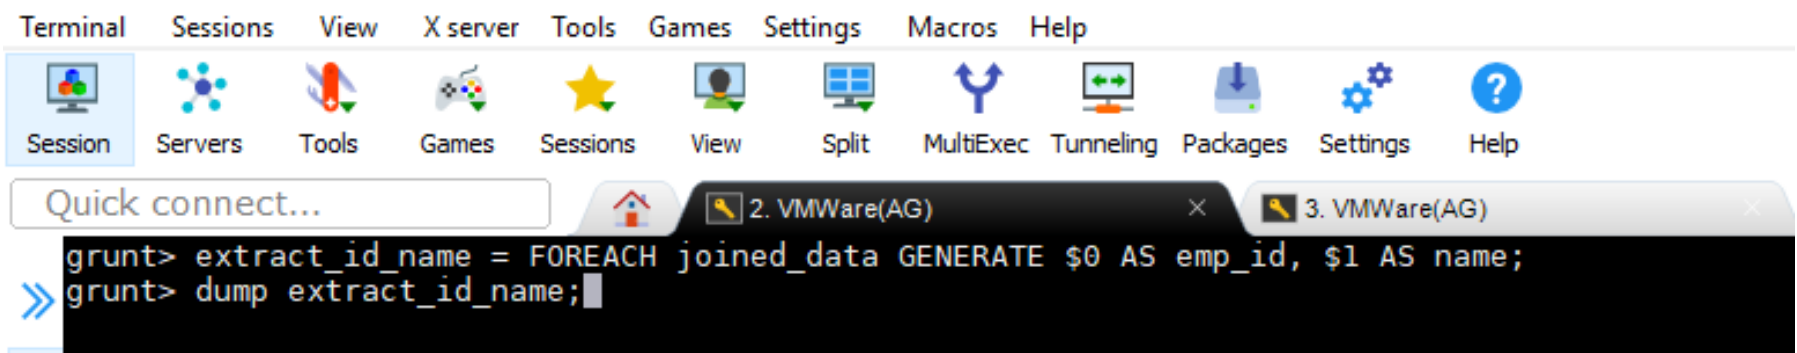 Terminal Sessions View X server Tools Games Settings Macros Help
Session Servers Tools Games Sessions View Split MultiExec Tunneling Packages Settings Help
Quick connect... 2. VMWare(AG) 3. VMWare(AG)
grunt> extract_id_name = FOREACH joined_data GENERATE $0 AS emp_id, $1 AS name;
grunt> dump extract_id_name;